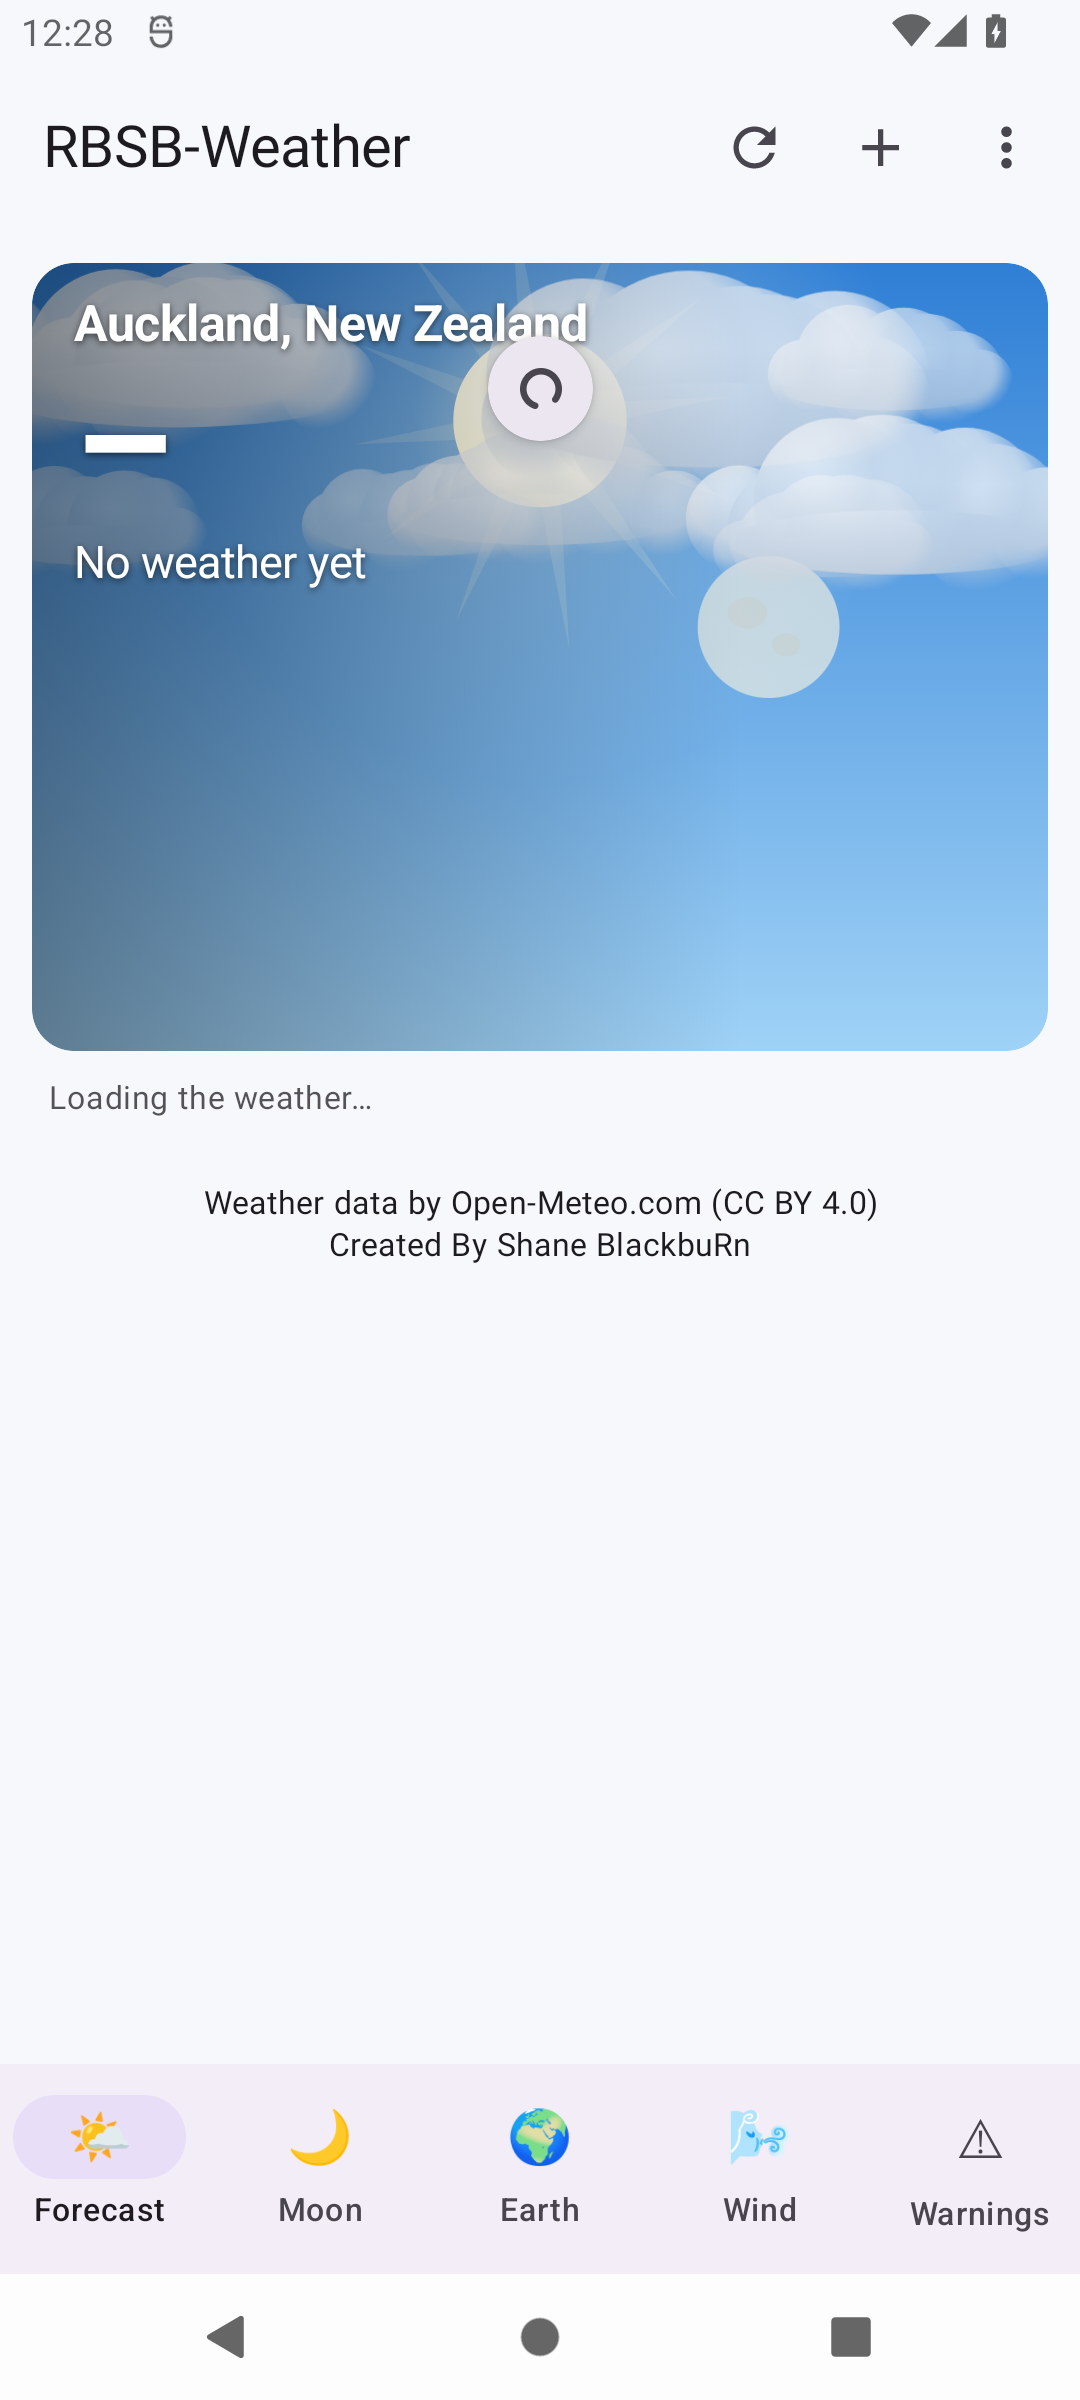 12:28
RBSB-Weather
Auckland, New Zealand
—
No weather yet
Loading the weather…
Weather data by Open-Meteo.com (CC BY 4.0)
Created By Shane BlackbuRn
Forecast
Moon
Earth
Wind
Warnings